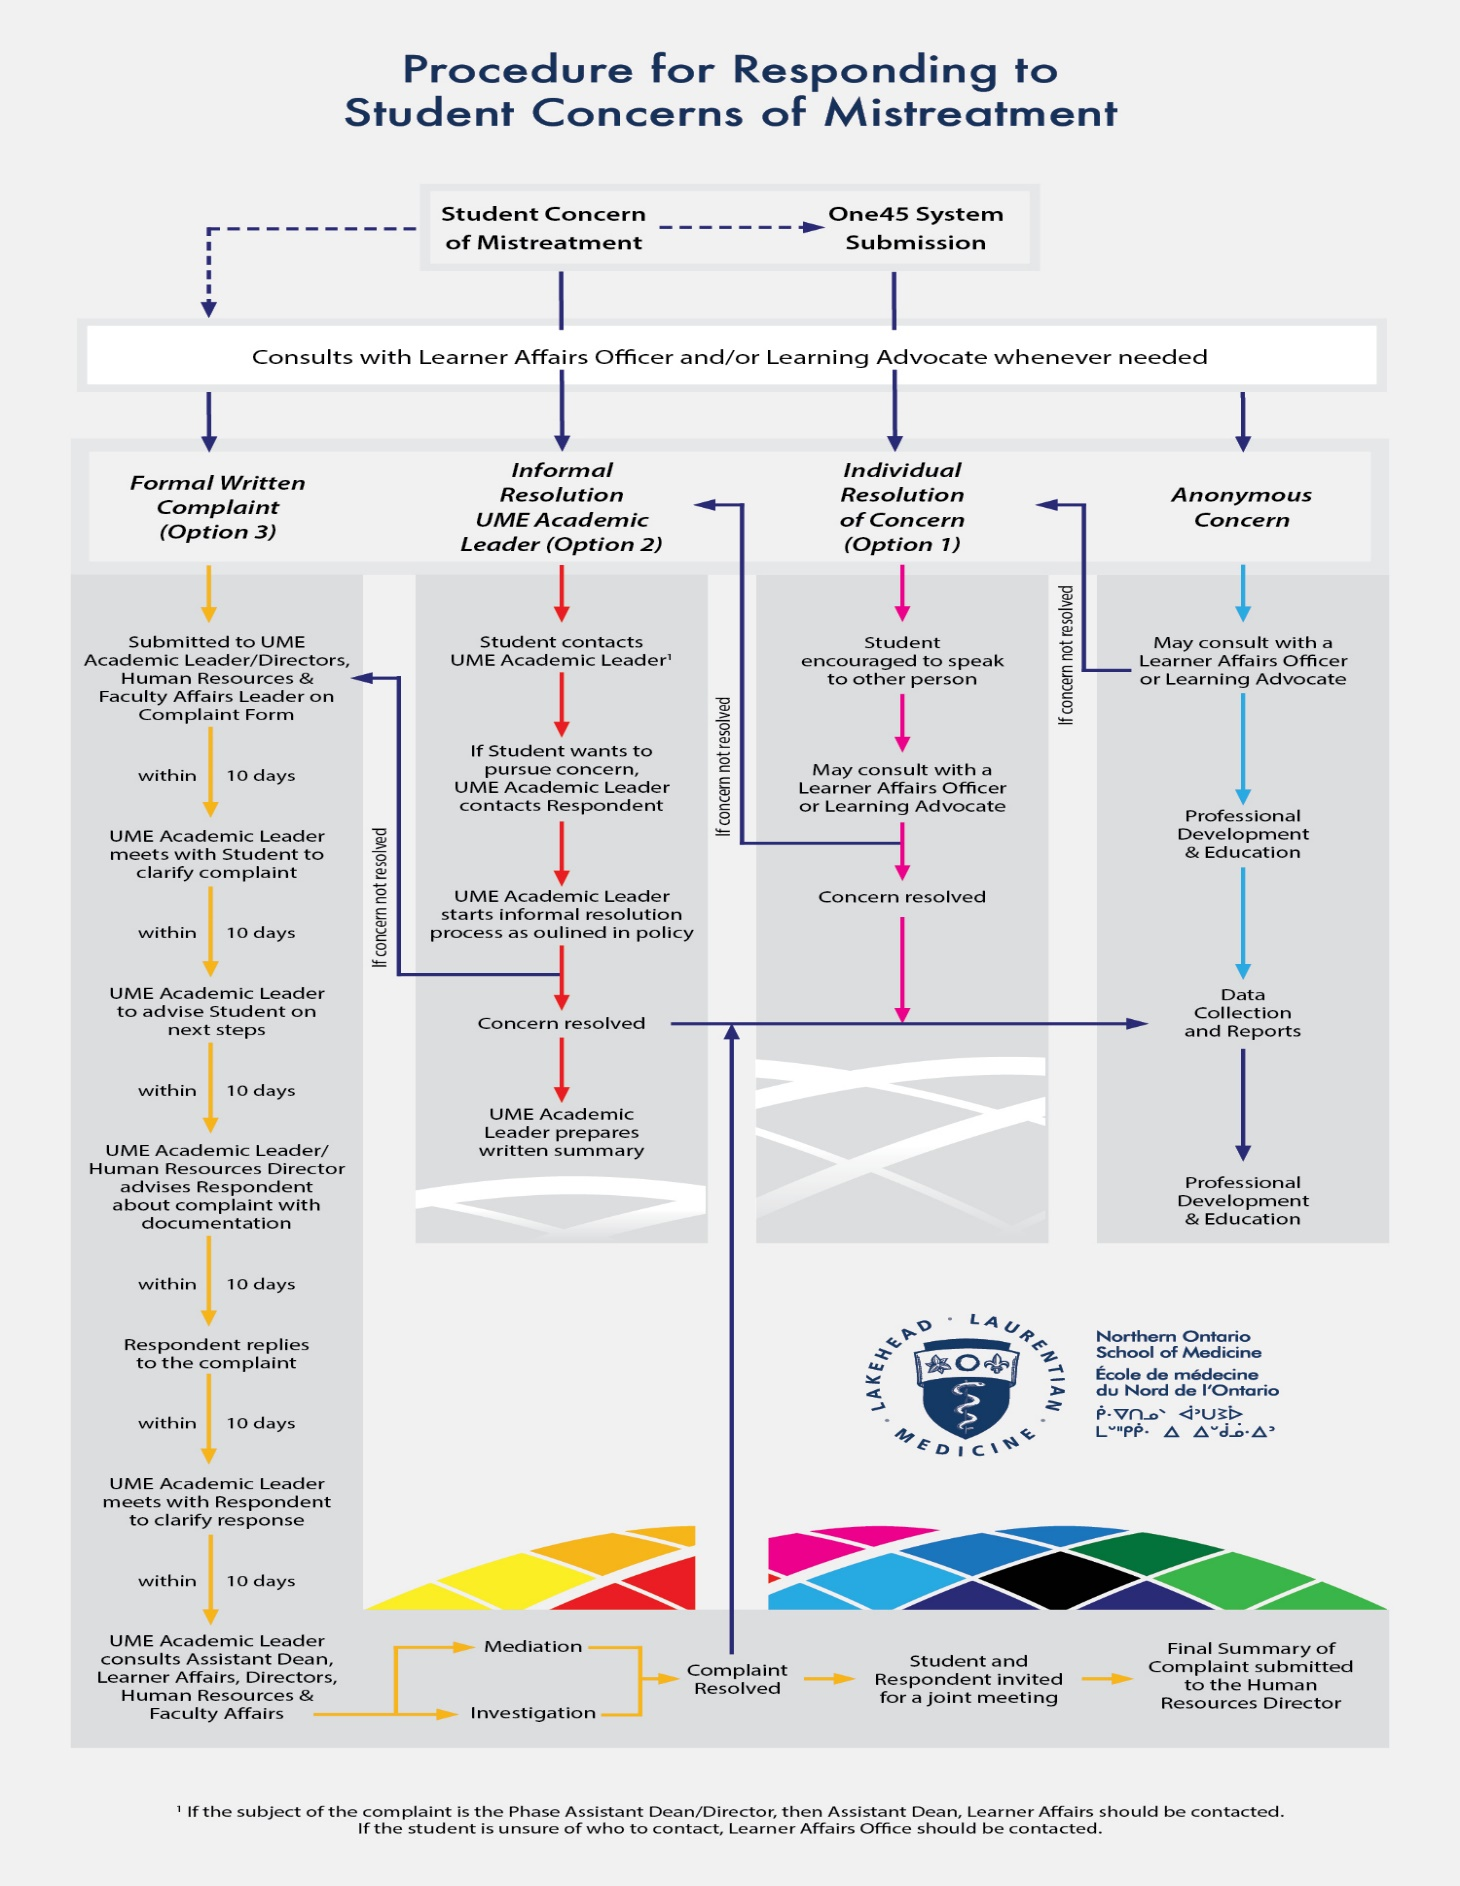 Procedure for Responding to
Student Concerns of Mistreatment
Student Concern
of Mistreatment
One45 System
Submission
Consults with Learner Affairs Officer and/or Learning Advocate whenever needed
Formal Written
Complaint
(Option 3)
Informal
Resolution
UME Academic
Leader (Option 2)
Individual
Resolution
of Concern
(Option 1)
Anonymous
Concern
Submitted to UME
Academic Leader/Directors,
Human Resources &
Faculty Affairs Leader on
Complaint Form
within 10 days
UME Academic Leader
meets with Student to
clarify complaint
within 10 days
UME Academic Leader
to advise Student on
next steps
within 10 days
UME Academic Leader/
Human Resources Director
advises Respondent
about complaint with
documentation
within 10 days
Respondent replies
to the complaint
within 10 days
UME Academic Leader
meets with Respondent
to clarify response
within 10 days
UME Academic Leader
consults Assistant Dean,
Learner Affairs, Directors,
Human Resources &
Faculty Affairs
If concern not resolved
Student contacts
UME Academic Leader¹
If Student wants to
pursue concern,
UME Academic Leader
contacts Respondent
UME Academic Leader
starts informal resolution
process as oulined in policy
Concern resolved
UME Academic
Leader prepares
written summary
If concern not resolved
Student
encouraged to speak
to other person
May consult with a
Learner Affairs Officer
or Learning Advocate
Concern resolved
If concern not resolved
May consult with a
Learner Affairs Officer
or Learning Advocate
Professional
Development
& Education
Data
Collection
and Reports
Professional
Development
& Education
LAKEHEAD · LAURENTIAN
· MEDICINE ·
Northern Ontario
School of Medicine
École de médecine
du Nord de l'Ontario
Mediation
Investigation
Complaint
Resolved
Student and
Respondent invited
for a joint meeting
Final Summary of
Complaint submitted
to the Human
Resources Director
¹ If the subject of the complaint is the Phase Assistant Dean/Director, then Assistant Dean, Learner Affairs should be contacted.
If the student is unsure of who to contact, Learner Affairs Office should be contacted.